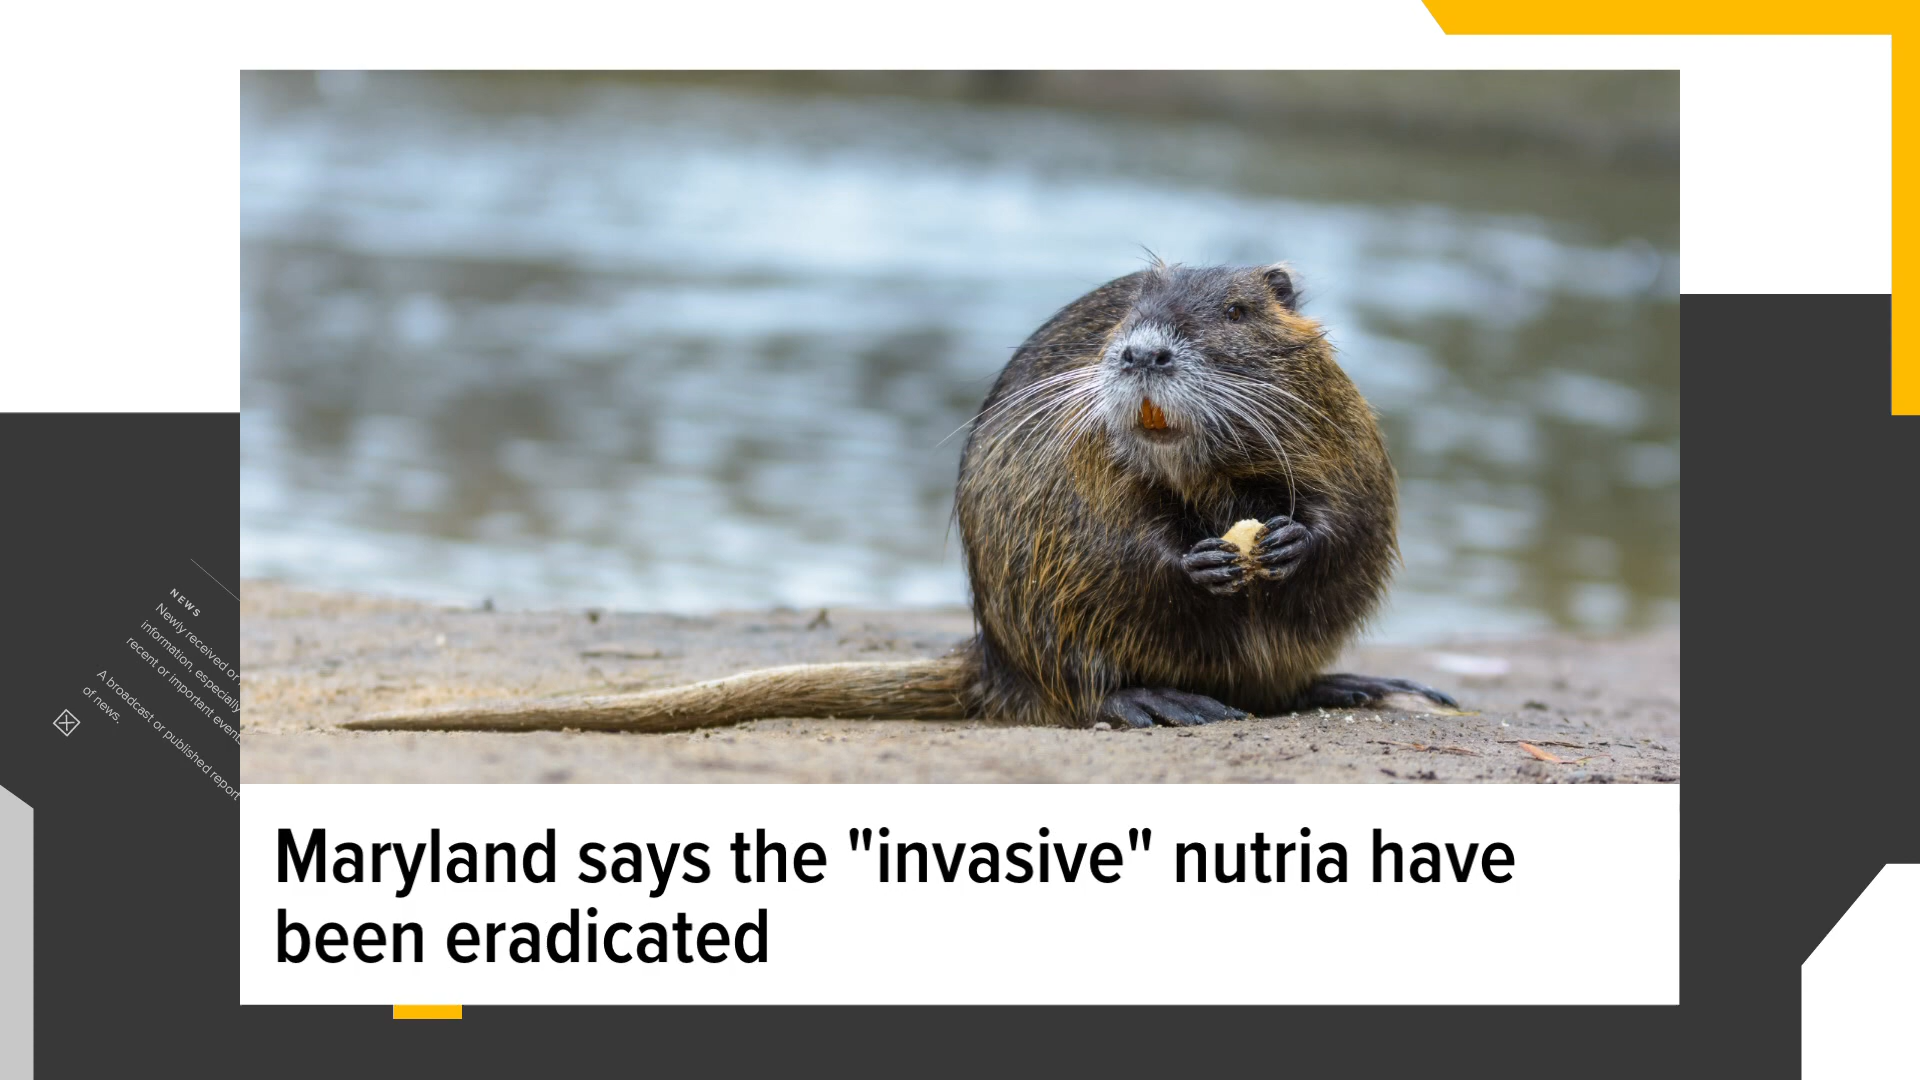 NEWS
Newly received or
information, especially
recent or important events
A broadcast or published report
of news.
Maryland says the "invasive" nutria have
been eradicated